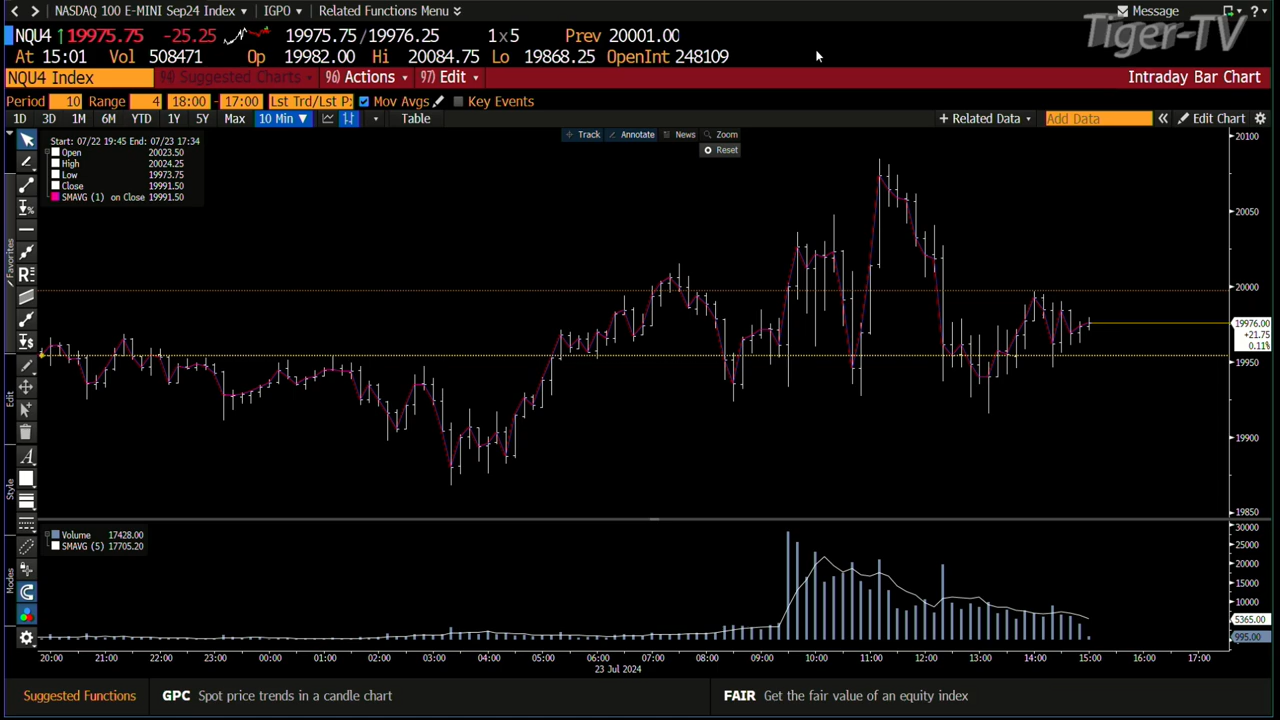 NASDAQ 100 E-MINI Sep24 Index IGPO Related Functions Menu Message
Tiger-TV
NQU4 19975.75 -25.25 19975.75/19976.25 1x5 Prev 20001.00
At 15:01 Vol 508471 Op 19982.00 Hi 20084.75 Lo 19868.25 OpenInt 248109
NQU4 Index 94) Suggested Charts 96) Actions 97) Edit Intraday Bar Chart
Period 10 Range 4 18:00 - 17:00 Lst Trd/Lst P Mov Avgs Key Events
1D 3D 1M 6M YTD 1Y 5Y Max 10 Min Table + Related Data Add Data Edit Chart
Track Annotate News Zoom
Reset
Start: 07/22 19:45 End: 07/23 17:34
Open 20023.50
High 20024.25
Low 19973.75
Close 19991.50
SMAVG (1) on Close 19991.50
20100
20050
20000
19976.00
+21.75
0.11%
19950
19900
19850
Favorites
Edit
Style
Modes
Volume 17428.00
SMAVG (5) 17705.20
30000
25000
20000
15000
10000
5365.00
995.00
20:00 21:00 22:00 23:00 00:00 01:00 02:00 03:00 04:00 05:00 06:00 07:00 08:00 09:00 10:00 11:00 12:00 13:00 14:00 15:00 16:00 17:00
23 Jul 2024
Suggested Functions GPC Spot price trends in a candle chart FAIR Get the fair value of an equity index